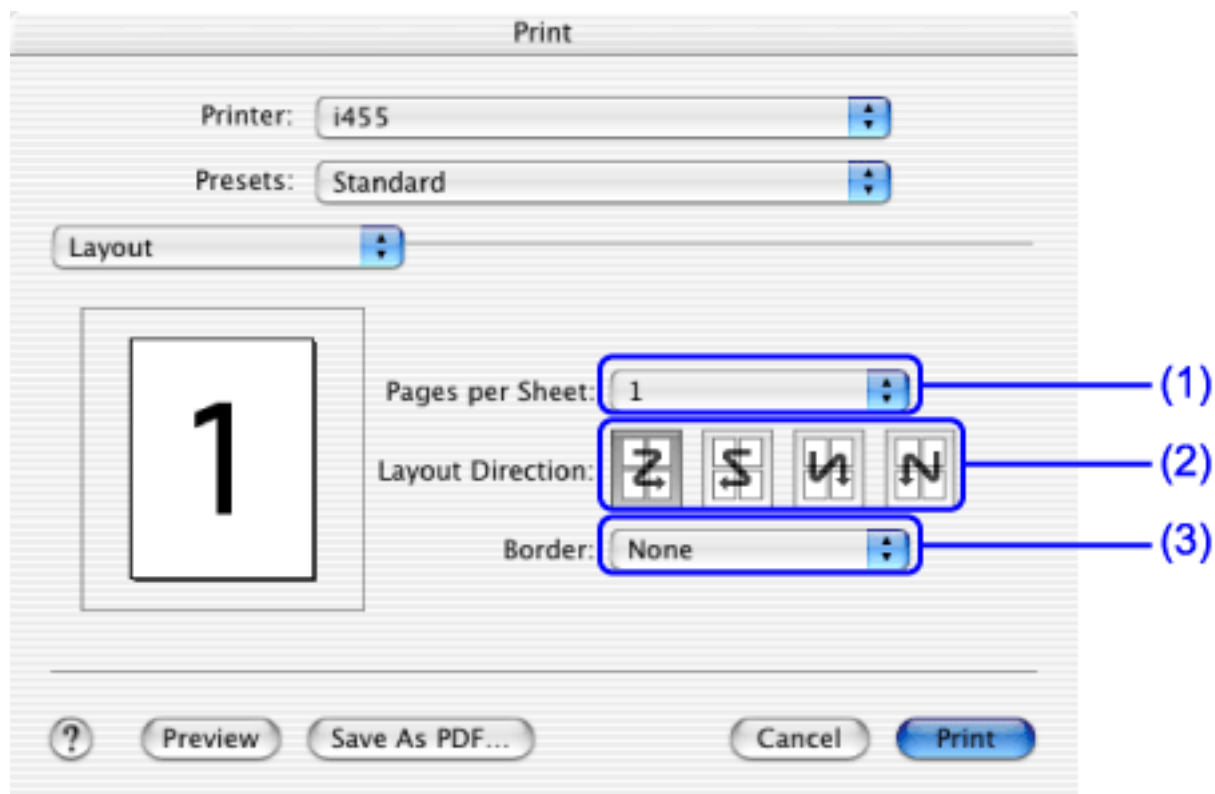 Print
Printer: i455
Presets: Standard
Layout
1
Pages per Sheet: 1 (1)
Layout Direction: (2)
Border: None (3)
? Preview Save As PDF... Cancel Print